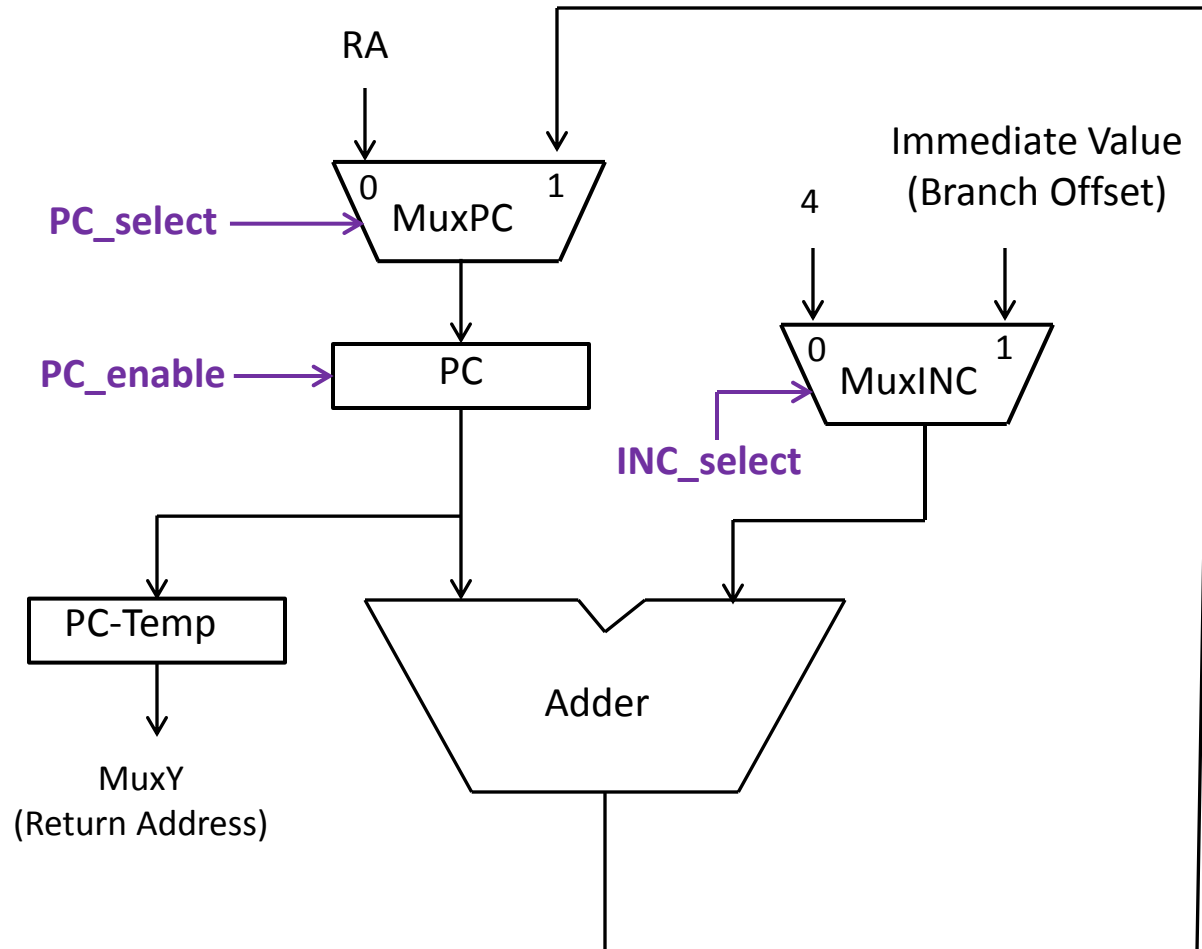 RA
Immediate Value
(Branch Offset)
4
0
1
MuxPC
PC_select
PC_enable
PC
0
1
MuxINC
INC_select
PC-Temp
Adder
MuxY
(Return Address)